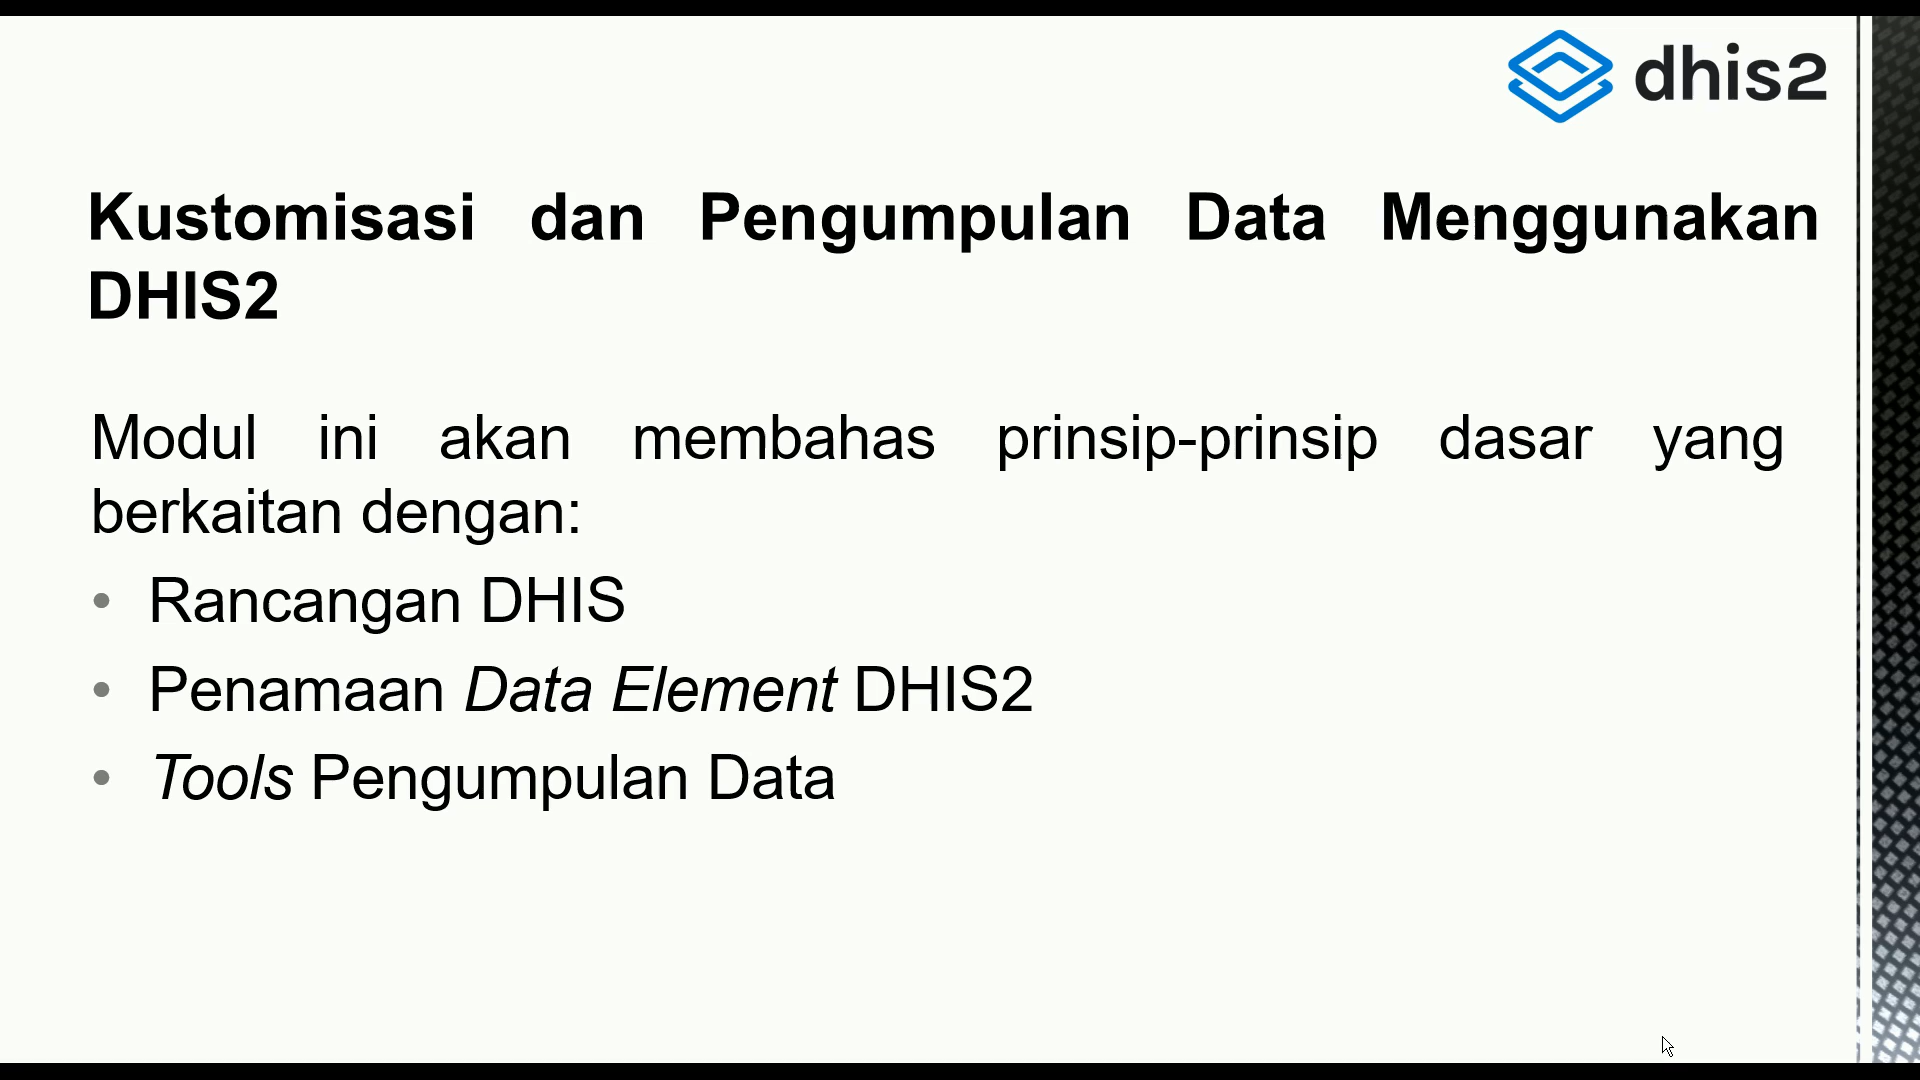 dhis2
Kustomisasi dan Pengumpulan Data Menggunakan
DHIS2
Modul ini akan membahas prinsip-prinsip dasar yang
berkaitan dengan:
• Rancangan DHIS
• Penamaan Data Element DHIS2
• Tools Pengumpulan Data